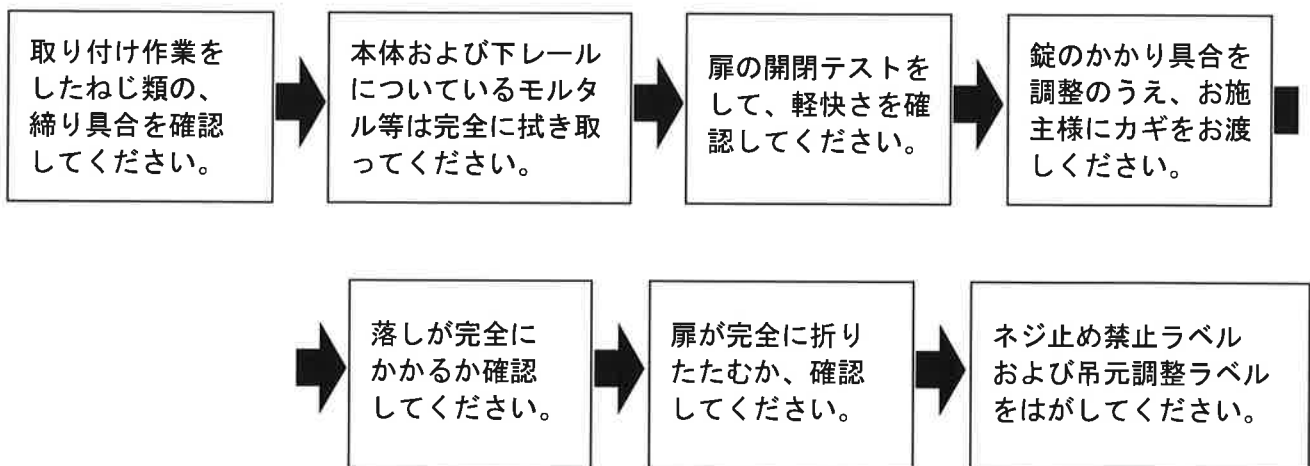 取り付け作業を
したねじ類の、
締り具合を確認
してください。
本体および下レール
についているモルタ
ル等は完全に拭き取
ってください。
扉の開閉テストを
して、軽快さを確
認してください。
錠のかかり具合を
調整のうえ、お施
主様にカギをお渡
しください。
落しが完全に
かかるか確認
してください。
扉が完全に折り
たたむか、確認
してください。
ネジ止め禁止ラベル
および吊元調整ラベル
をはがしてください。